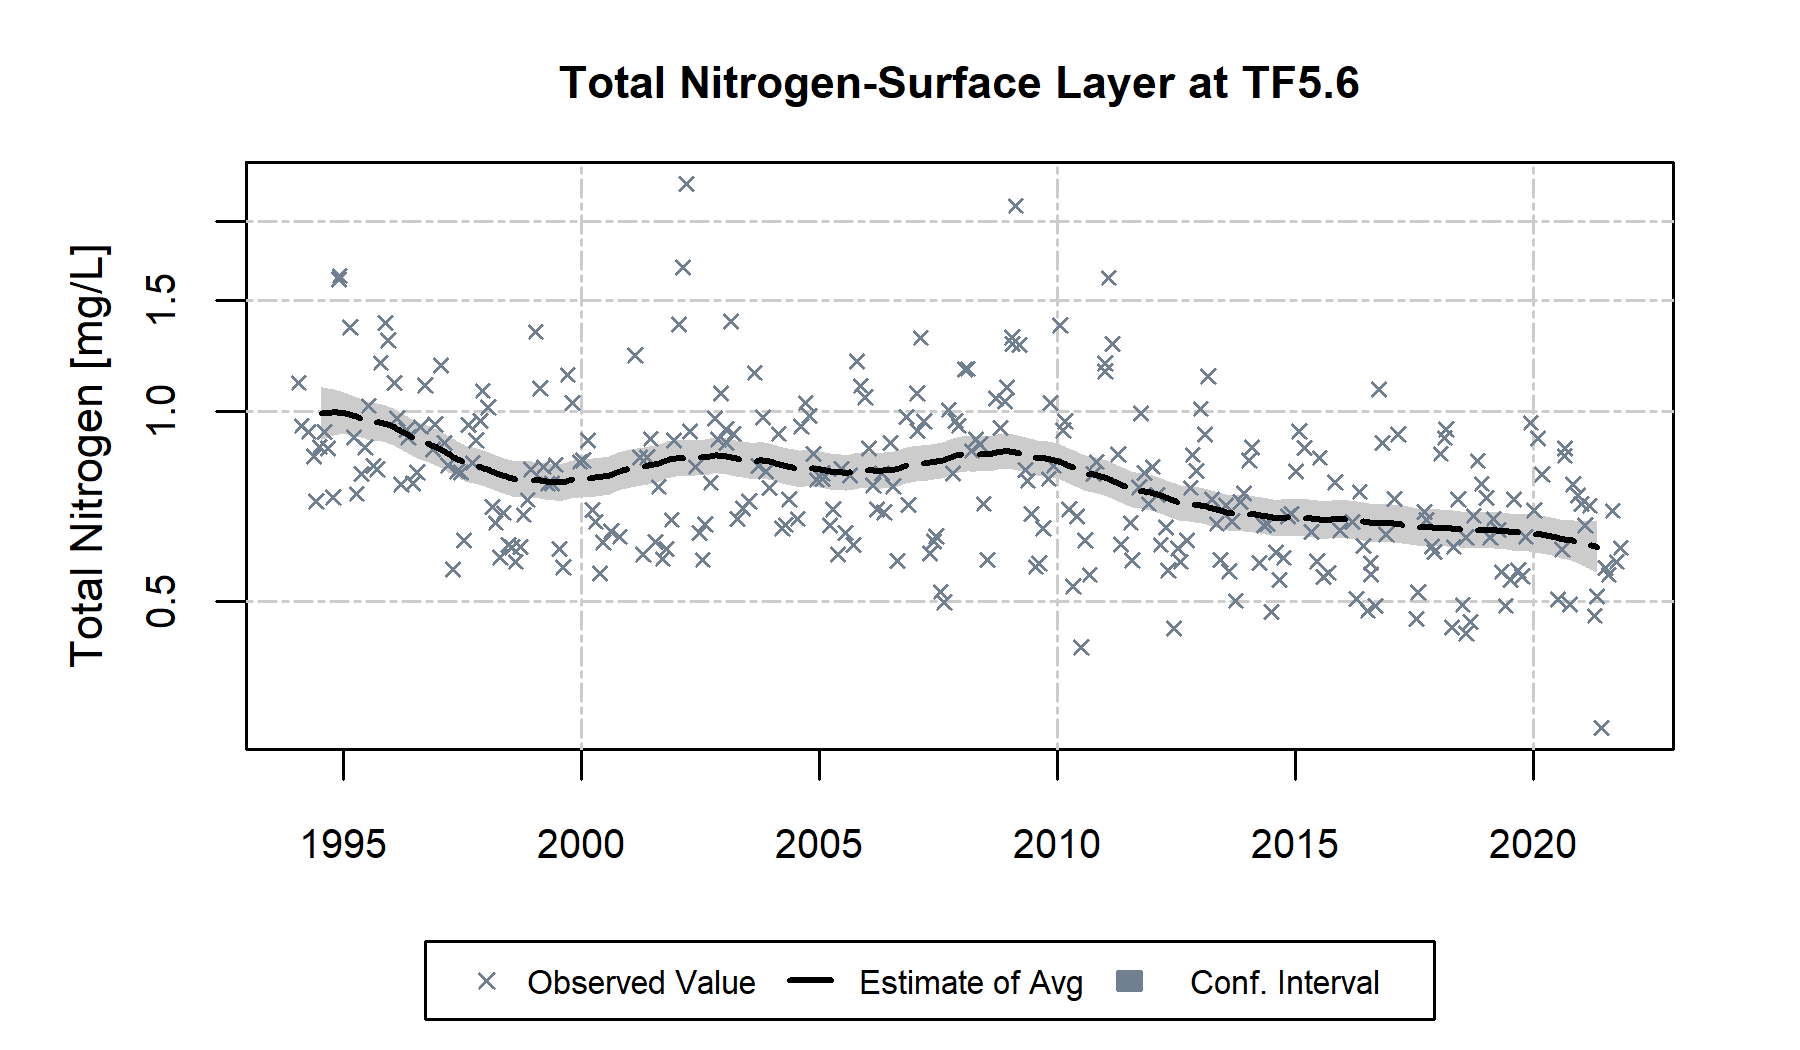 Total Nitrogen-Surface Layer at TF5.6
Total Nitrogen [mg/L]
1.5
1.0
0.5
1995 2000 2005 2010 2015 2020
Observed Value Estimate of Avg Conf. Interval